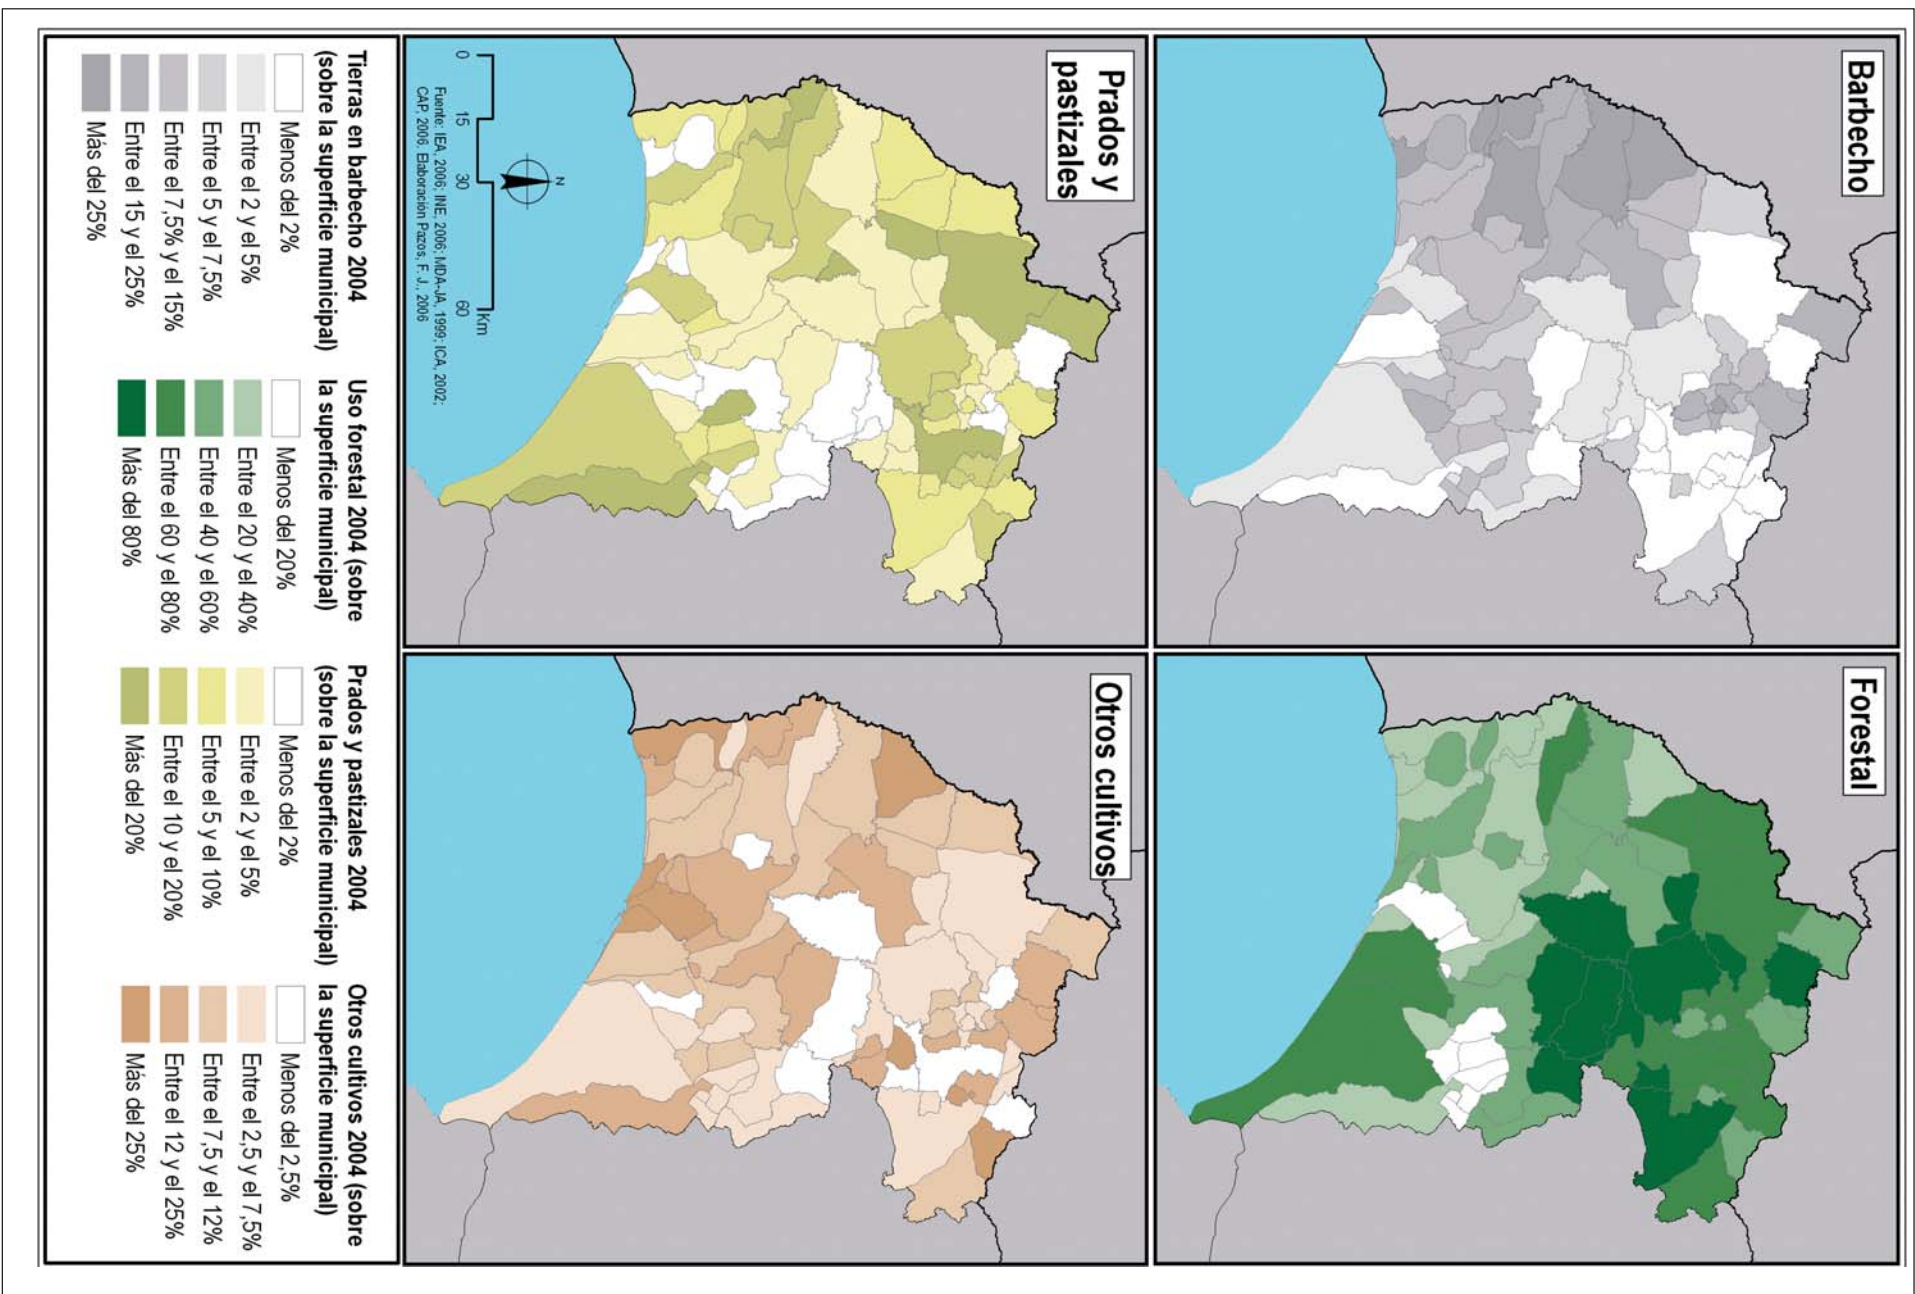 Barbecho
Forestal
Prados y
pastizales
Otros cultivos
N
0 15 30 60
Km
Fuente: IEA, 2006; INE, 2006; MDA-JA, 1999; ICA, 2002;
CAP, 2006. Elaboración Pazos, F. J., 2006
Tierras en barbecho 2004
(sobre la superficie municipal)
Menos del 2%
Entre el 2 y el 5%
Entre el 5 y el 7,5%
Entre el 7,5% y el 15%
Entre el 15 y el 25%
Más del 25%
Uso forestal 2004 (sobre
la superficie municipal)
Menos del 20%
Entre el 20 y el 40%
Entre el 40 y el 60%
Entre el 60 y el 80%
Más del 80%
Prados y pastizales 2004
(sobre la superficie municipal)
Menos del 2%
Entre el 2 y el 5%
Entre el 5 y el 10%
Entre el 10 y el 20%
Más del 20%
Otros cultivos 2004 (sobre
la superficie municipal)
Menos del 2,5%
Entre el 2,5 y el 7,5%
Entre el 7,5 y el 12%
Entre el 12 y el 25%
Más del 25%